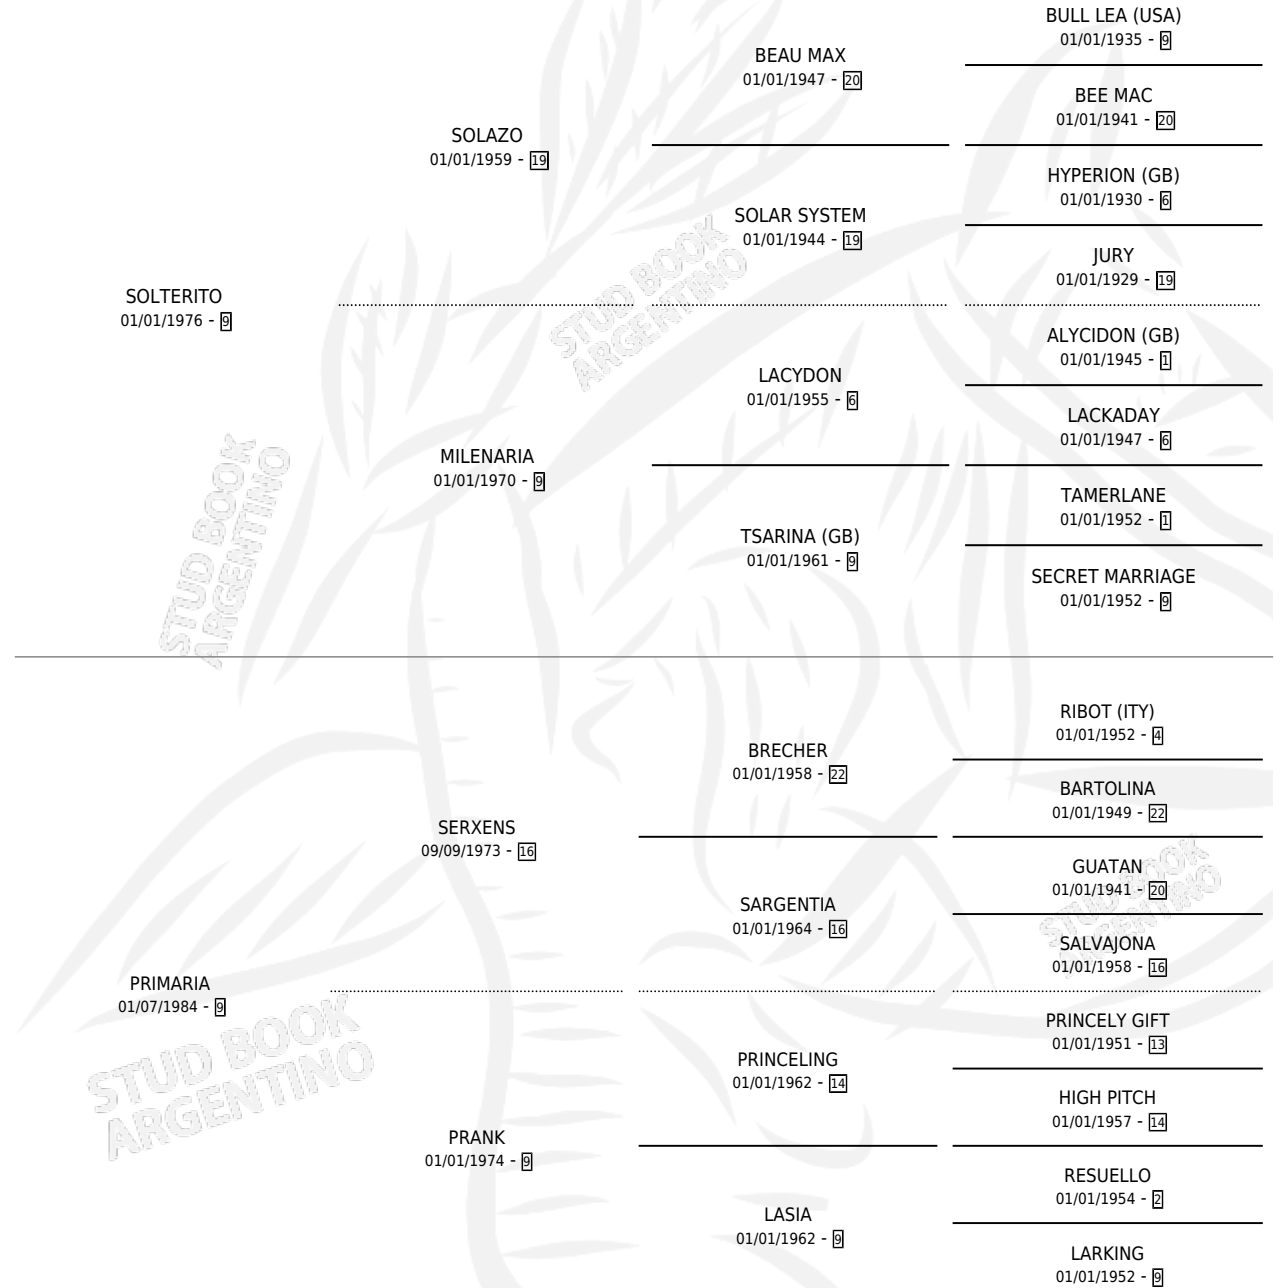 BULL LEA (USA)
01/01/1935 - 9
BEAU MAX
01/01/1947 - 20
BEE MAC
01/01/1941 - 20
SOLAZO
01/01/1959 - 19
HYPERION (GB)
01/01/1930 - 6
SOLAR SYSTEM
01/01/1944 - 19
JURY
01/01/1929 - 19
SOLTERITO
01/01/1976 - 9
ALYCIDON (GB)
01/01/1945 - 1
LACYDON
01/01/1955 - 6
LACKADAY
01/01/1947 - 6
MILENARIA
01/01/1970 - 9
TAMERLANE
01/01/1952 - 1
TSARINA (GB)
01/01/1961 - 9
SECRET MARRIAGE
01/01/1952 - 9
STUD BOOK
ARGENTINO
STUD BOOK
ARGENTINO
RIBOT (ITY)
01/01/1952 - 4
BRECHER
01/01/1958 - 22
BARTOLINA
01/01/1949 - 22
SERXENS
09/09/1973 - 16
GUATAN
01/01/1941 - 20
SARGENTIA
01/01/1964 - 16
SALVAJONA
01/01/1958 - 16
STUD BOOK
ARGENTINO
PRIMARIA
01/07/1984 - 9
PRINCELY GIFT
01/01/1951 - 13
PRINCELING
01/01/1962 - 14
HIGH PITCH
01/01/1957 - 14
PRANK
01/01/1974 - 9
RESUELLO
01/01/1954 - 2
LASIA
01/01/1962 - 9
LARKING
01/01/1952 - 9
STUD BOOK
ARGENTINO